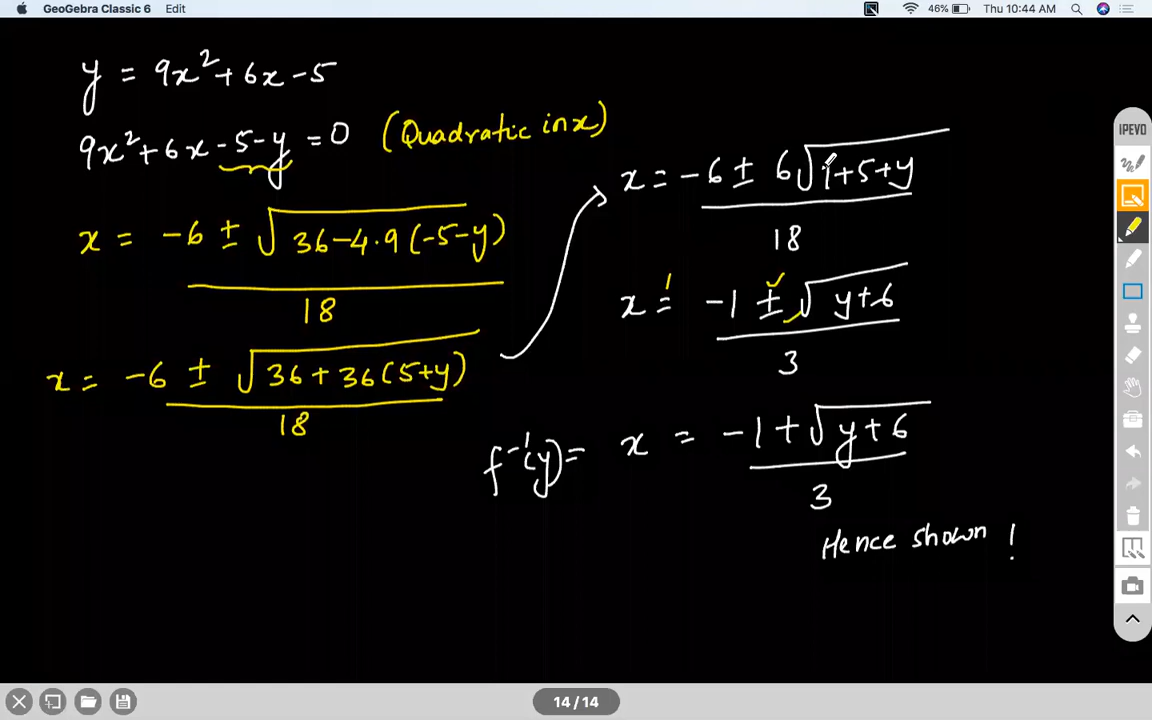 GeoGebra Classic 6 Edit 46% Thu 10:44 AM
y = 9x² + 6x - 5
9x² + 6x - 5 - y = 0 (Quadratic in x)
x = -6 ± √36 - 4·9 (-5-y)
18
x = -6 ± √36 + 36 (5+y)
18
x = -6 ± 6√1+5+y
18
x = -1 ± √y+6
3
f⁻¹(y) = x = -1 + √y+6
3
Hence shown !
IPEVO
14 / 14